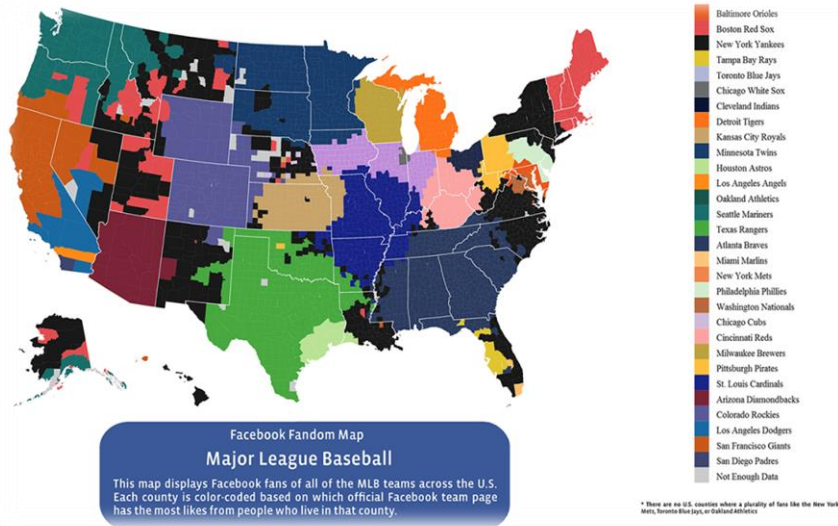 Baltimore Orioles
Boston Red Sox
New York Yankees
Tampa Bay Rays
Toronto Blue Jays
Chicago White Sox
Cleveland Indians
Detroit Tigers
Kansas City Royals
Minnesota Twins
Houston Astros
Los Angeles Angels
Oakland Athletics
Seattle Mariners
Texas Rangers
Atlanta Braves
Miami Marlins
New York Mets
Philadelphia Phillies
Washington Nationals
Chicago Cubs
Cincinnati Reds
Milwaukee Brewers
Pittsburgh Pirates
St. Louis Cardinals
Arizona Diamondbacks
Colorado Rockies
Los Angeles Dodgers
San Francisco Giants
San Diego Padres
Not Enough Data
Facebook Fandom Map
Major League Baseball
This map displays Facebook fans of all of the MLB teams across the U.S.
Each county is color-coded based on which official Facebook team page
has the most likes from people who live in that county.
* There are no U.S. counties where a plurality of fans like the New York
Mets, Toronto Blue Jays, or Oakland Athletics